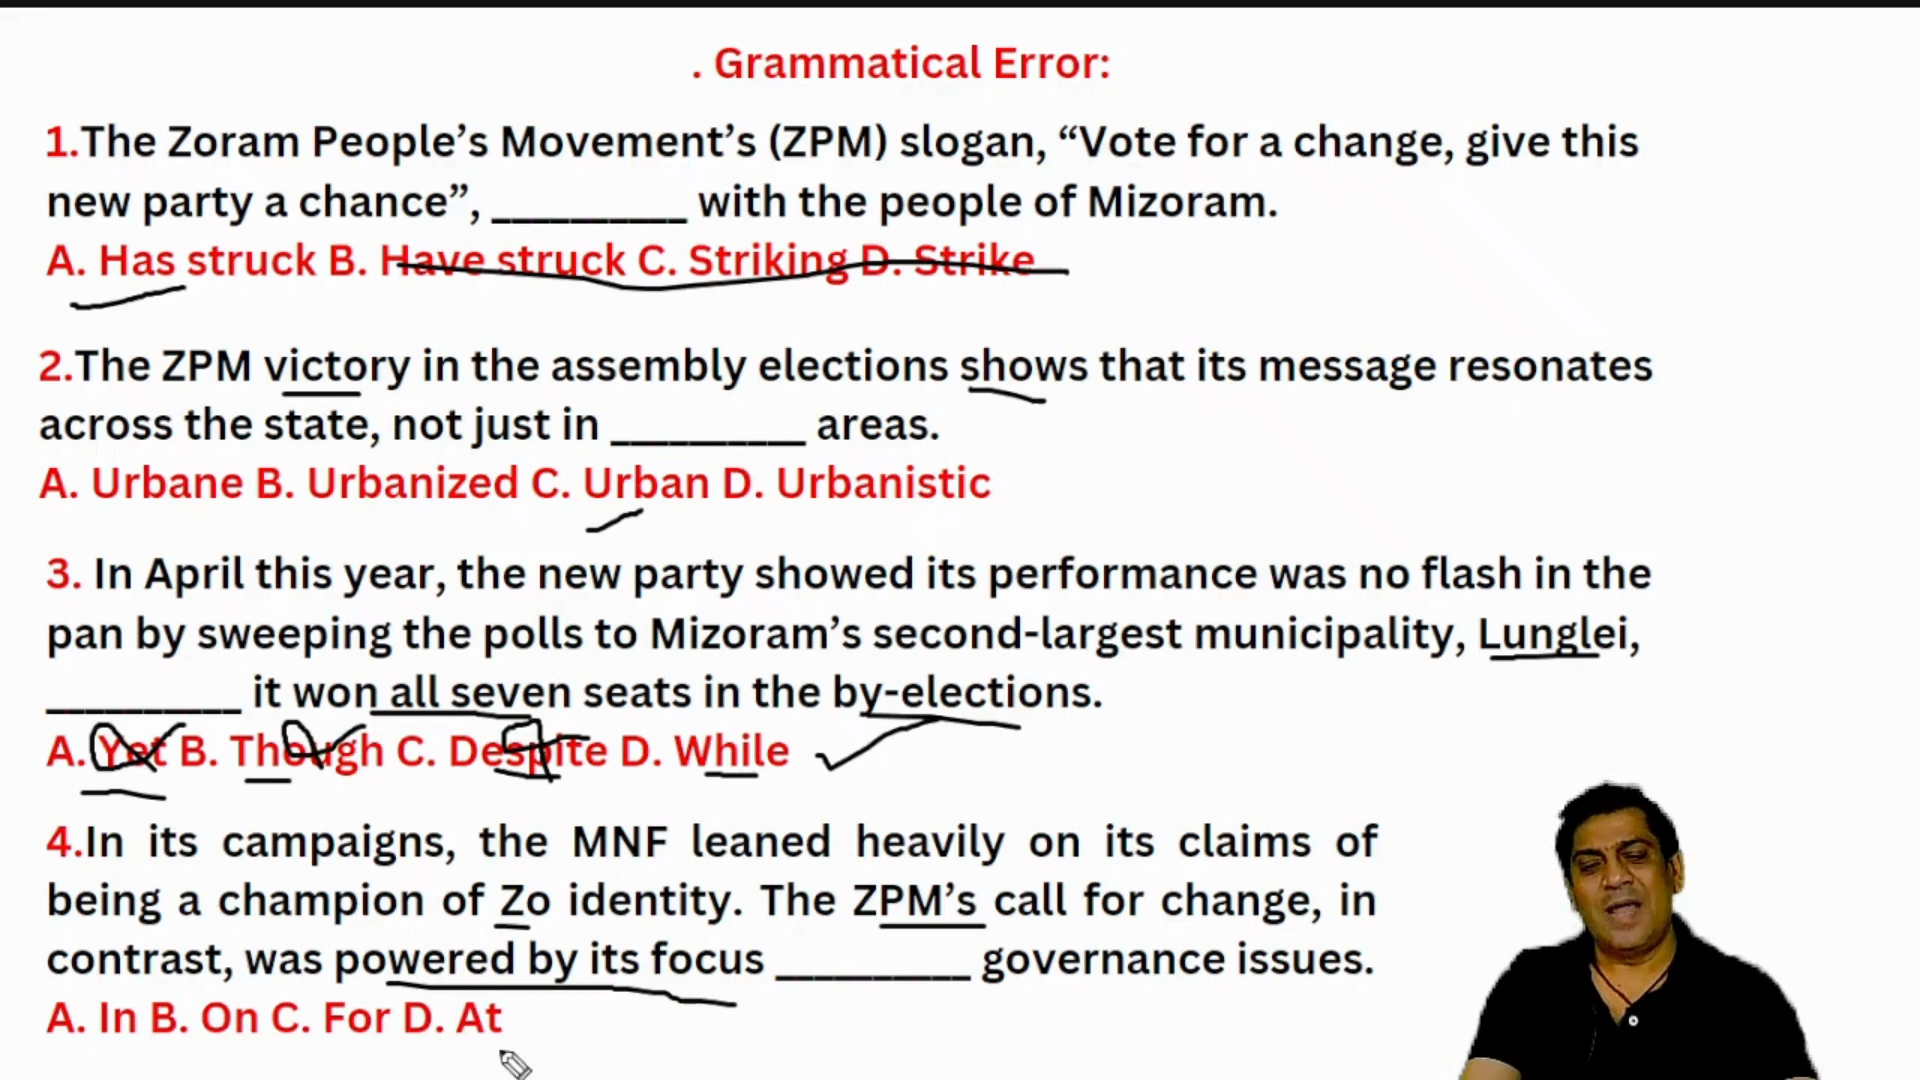 . Grammatical Error:
1.The Zoram People’s Movement’s (ZPM) slogan, “Vote for a change, give this
new party a chance”, __________ with the people of Mizoram.
A. Has struck B. Have struck C. Striking D. Strike
2.The ZPM victory in the assembly elections shows that its message resonates
across the state, not just in __________ areas.
A. Urbane B. Urbanized C. Urban D. Urbanistic
3. In April this year, the new party showed its performance was no flash in the
pan by sweeping the polls to Mizoram’s second-largest municipality, Lunglei,
__________ it won all seven seats in the by-elections.
A. Yet B. Though C. Despite D. While
4.In its campaigns, the MNF leaned heavily on its claims of
being a champion of Zo identity. The ZPM’s call for change, in
contrast, was powered by its focus __________ governance issues.
A. In B. On C. For D. At